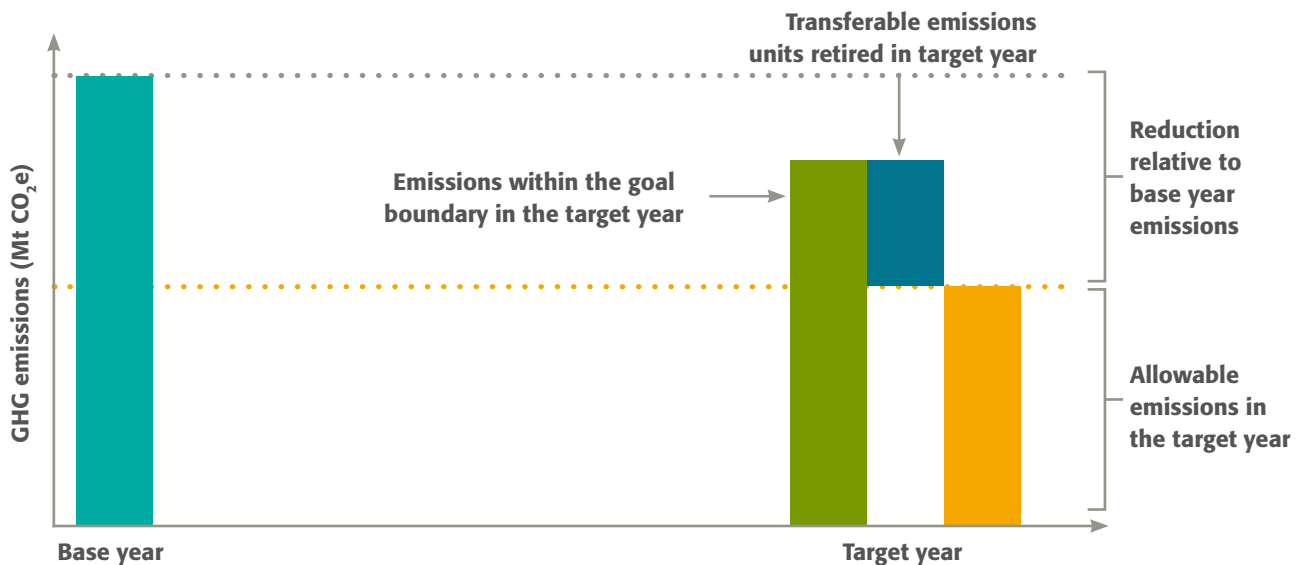 Transferable emissions
units retired in target year
Reduction
relative to
base year
emissions
Emissions within the goal
boundary in the target year
GHG emissions (Mt CO₂e)
Allowable
emissions in
the target year
Base year
Target year